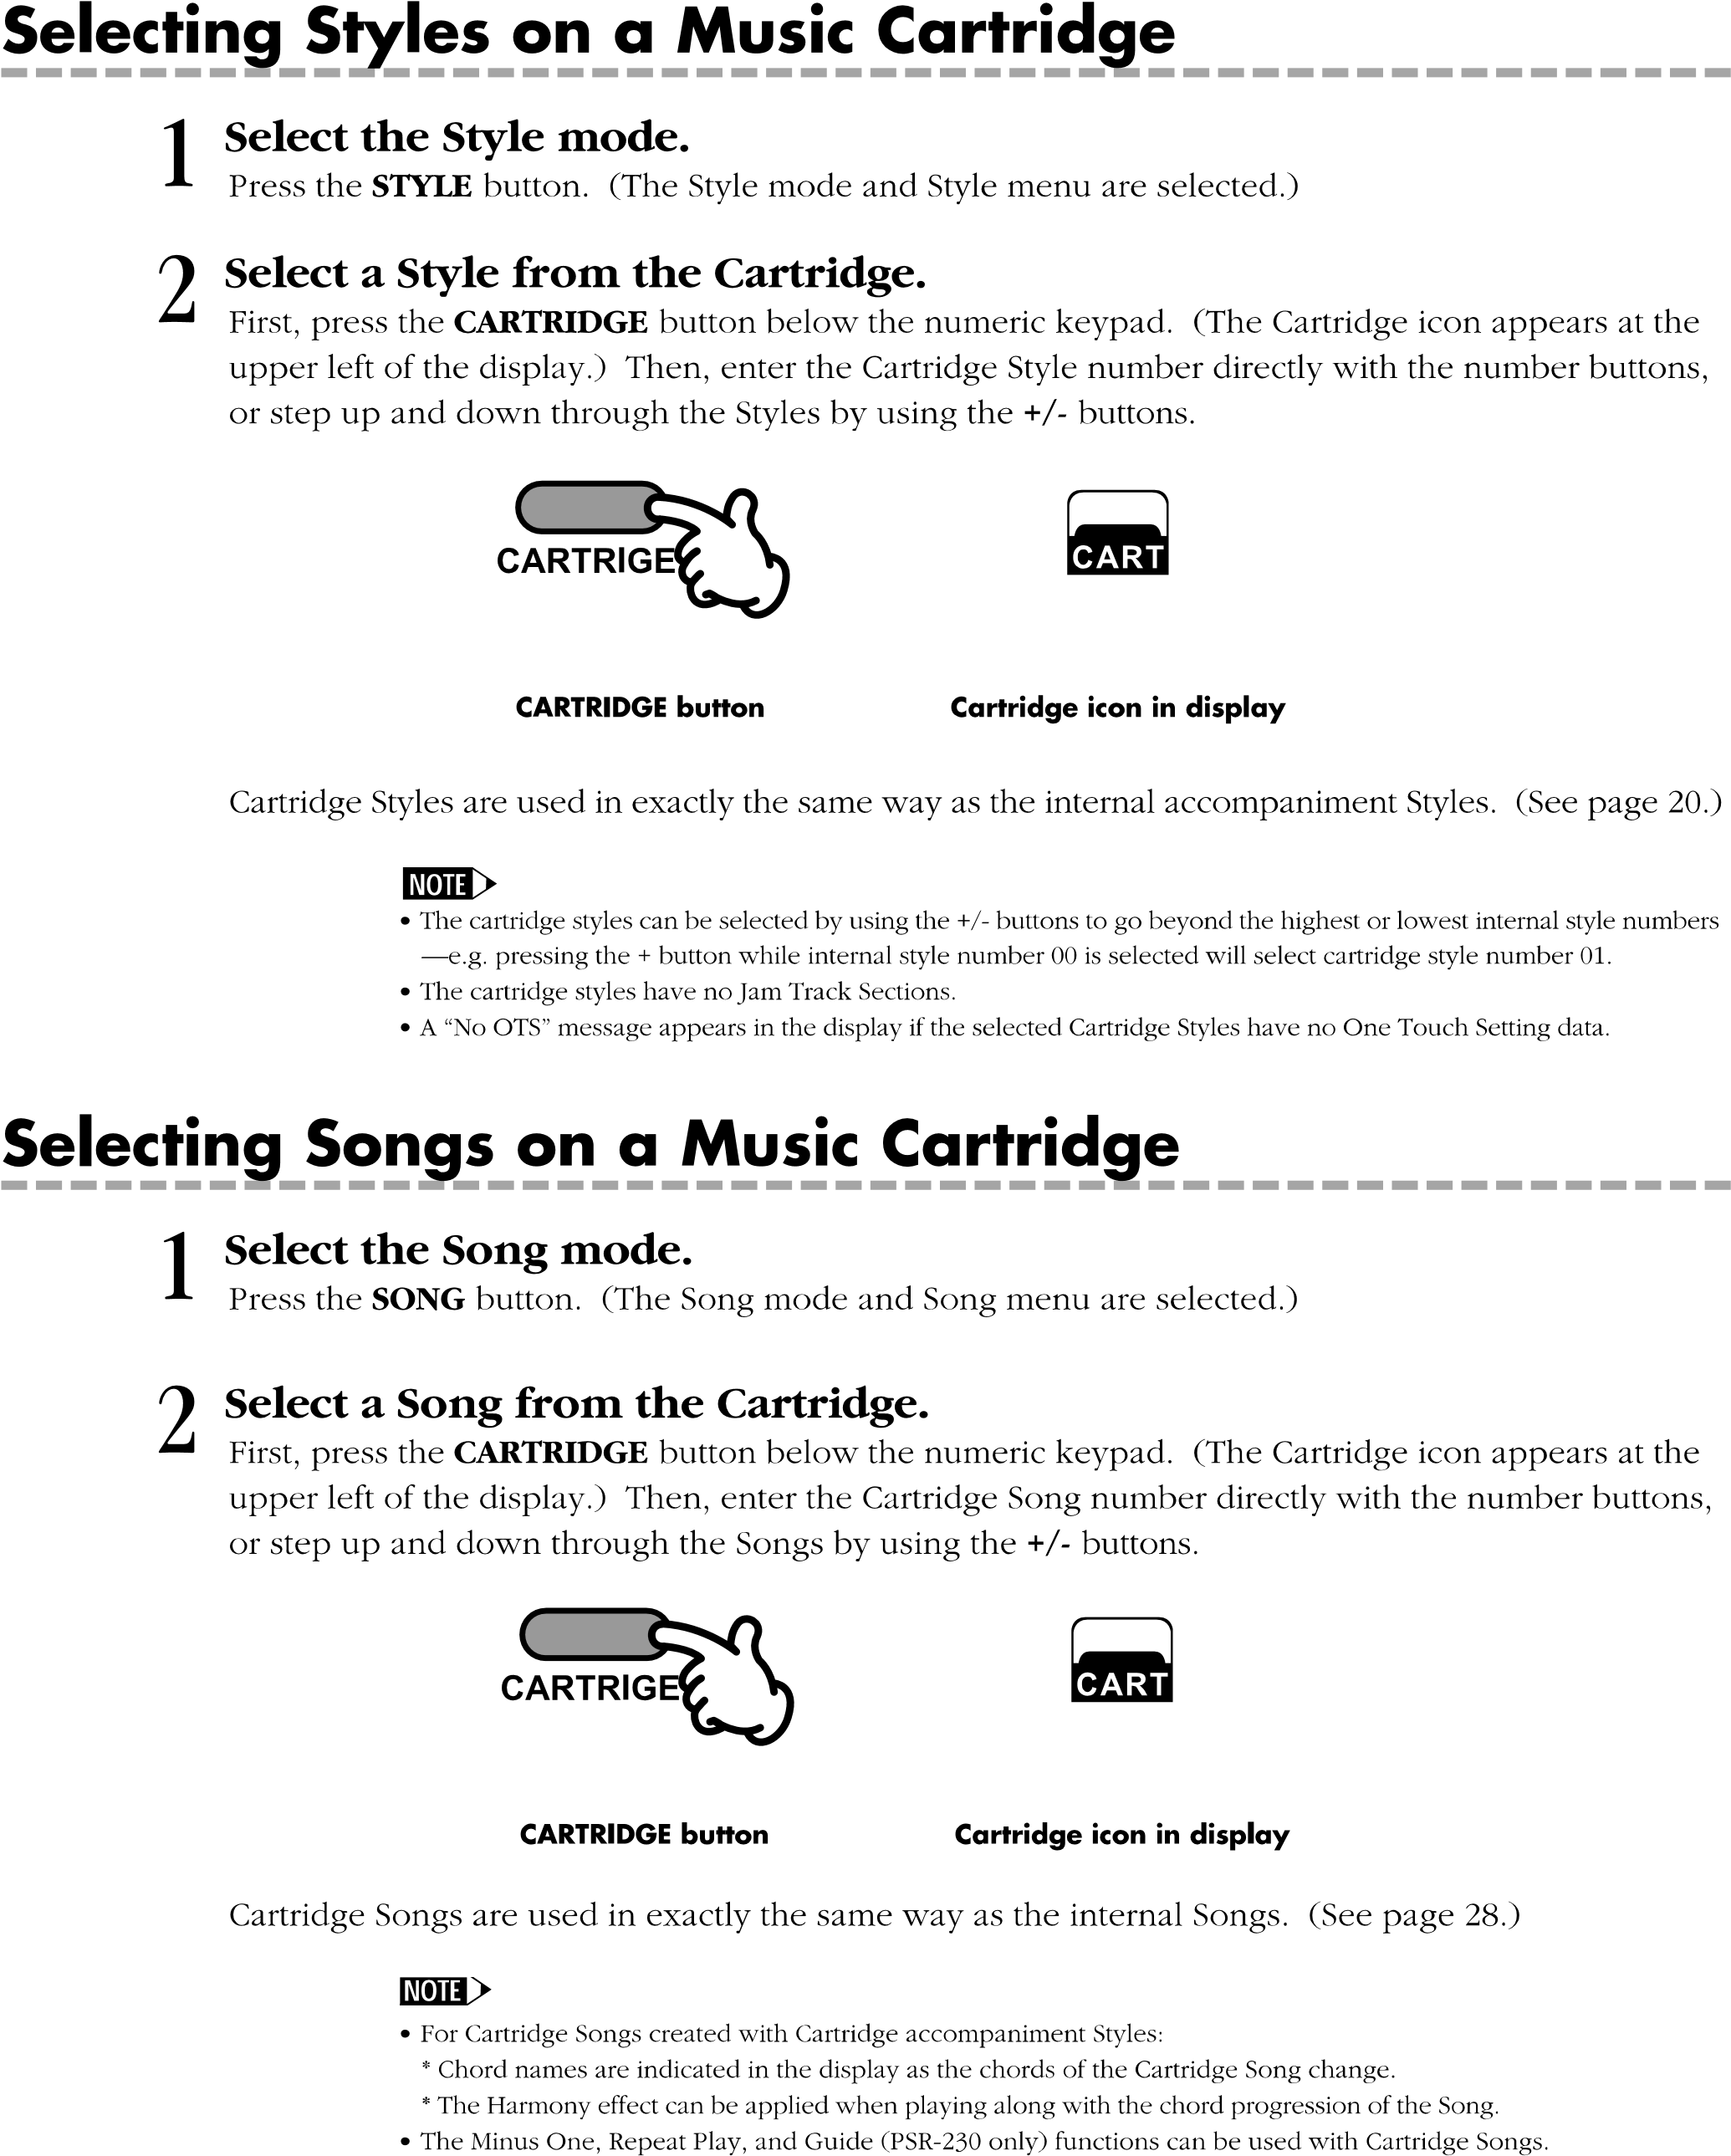 Selecting Styles on a Music Cartridge
1 Select the Style mode.
Press the STYLE button. (The Style mode and Style menu are selected.)
2 Select a Style from the Cartridge.
First, press the CARTRIDGE button below the numeric keypad. (The Cartridge icon appears at the
upper left of the display.) Then, enter the Cartridge Style number directly with the number buttons,
or step up and down through the Styles by using the +/- buttons.
CARTRIGE CART
CARTRIDGE button Cartridge icon in display
Cartridge Styles are used in exactly the same way as the internal accompaniment Styles. (See page 20.)
NOTE
• The cartridge styles can be selected by using the +/- buttons to go beyond the highest or lowest internal style numbers
—e.g. pressing the + button while internal style number 00 is selected will select cartridge style number 01.
• The cartridge styles have no Jam Track Sections.
• A “No OTS” message appears in the display if the selected Cartridge Styles have no One Touch Setting data.
Selecting Songs on a Music Cartridge
1 Select the Song mode.
Press the SONG button. (The Song mode and Song menu are selected.)
2 Select a Song from the Cartridge.
First, press the CARTRIDGE button below the numeric keypad. (The Cartridge icon appears at the
upper left of the display.) Then, enter the Cartridge Song number directly with the number buttons,
or step up and down through the Songs by using the +/- buttons.
CARTRIGE CART
CARTRIDGE button Cartridge icon in display
Cartridge Songs are used in exactly the same way as the internal Songs. (See page 28.)
NOTE
• For Cartridge Songs created with Cartridge accompaniment Styles:
* Chord names are indicated in the display as the chords of the Cartridge Song change.
* The Harmony effect can be applied when playing along with the chord progression of the Song.
• The Minus One, Repeat Play, and Guide (PSR-230 only) functions can be used with Cartridge Songs.